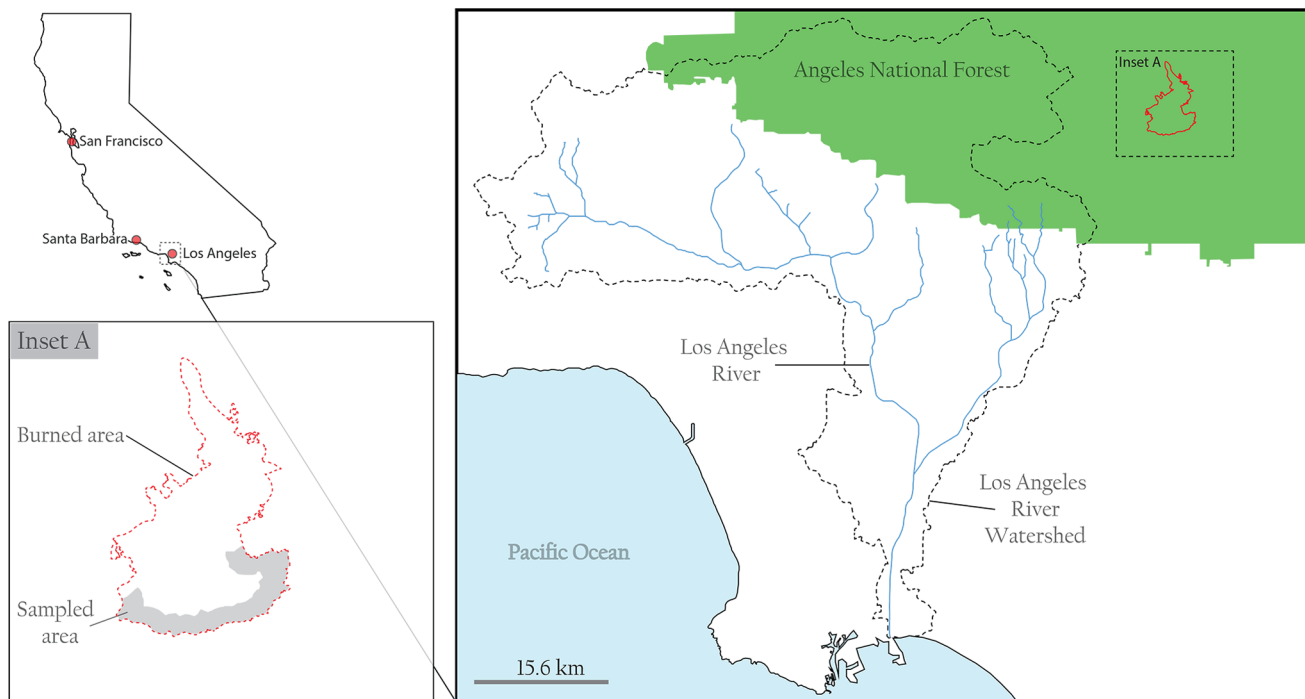 San Francisco
Santa Barbara
Los Angeles
Inset A
Burned area
Sampled
area
Angeles National Forest
Inset A
Los Angeles
River
Los Angeles
River
Watershed
Pacific Ocean
15.6 km